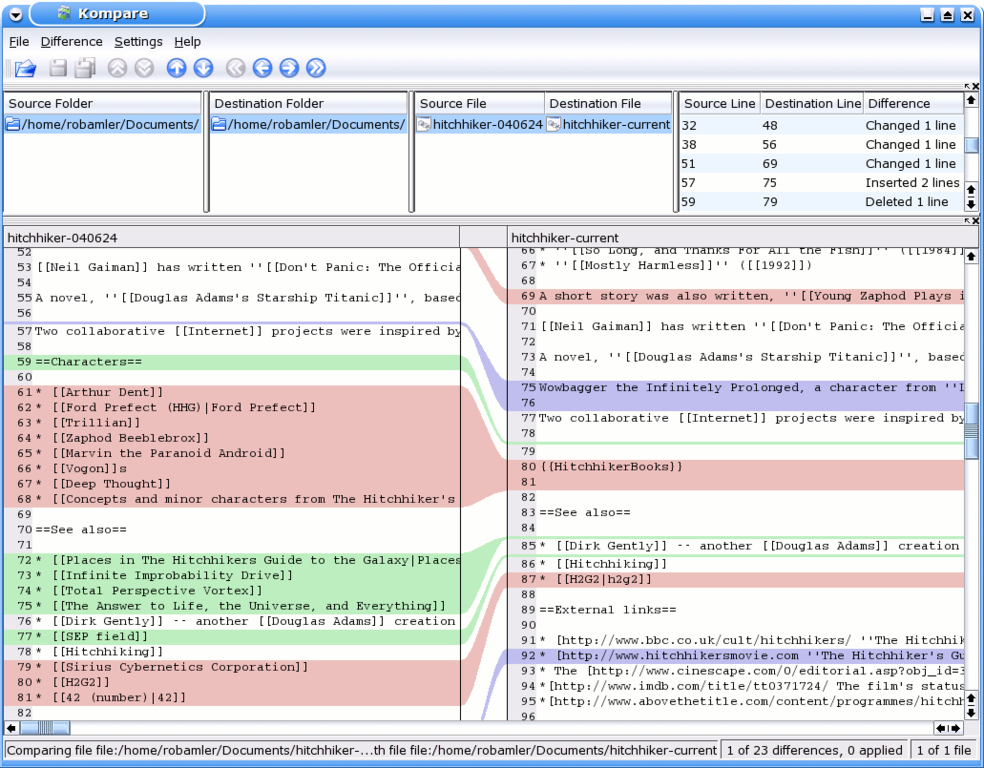 Kompare
File Difference Settings Help
Source Folder
/home/robamler/Documents/
Destination Folder
/home/robamler/Documents/
Source File Destination File
hitchhiker-040624 hitchhiker-current
Source Line Destination Line Difference
32 48 Changed 1 line
38 56 Changed 1 line
51 69 Changed 1 line
57 75 Inserted 2 lines
59 79 Deleted 1 line
hitchhiker-040624
52
53 [[Neil Gaiman]] has written ''[[Don't Panic: The Officia
54
55 A novel, ''[[Douglas Adams's Starship Titanic]]'', based
56
57 Two collaborative [[Internet]] projects were inspired by
58
59 ==Characters==
60
61 * [[Arthur Dent]]
62 * [[Ford Prefect (HHG)|Ford Prefect]]
63 * [[Trillian]]
64 * [[Zaphod Beeblebrox]]
65 * [[Marvin the Paranoid Android]]
66 * [[Vogon]]s
67 * [[Deep Thought]]
68 * [[Concepts and minor characters from The Hitchhiker's
69
70 ==See also==
71
72 * [[Places in The Hitchhikers Guide to the Galaxy|Places
73 * [[Infinite Improbability Drive]]
74 * [[Total Perspective Vortex]]
75 * [[The Answer to Life, the Universe, and Everything]]
76 * [[Dirk Gently]] -- another [[Douglas Adams]] creation
77 * [[SEP field]]
78 * [[Hitchhiking]]
79 * [[Sirius Cybernetics Corporation]]
80 * [[H2G2]]
81 * [[42 (number)|42]]
82
hitchhiker-current
66 * ''[[So Long, and Thanks For All the Fish]]'' ([[1984]]
67 * ''[[Mostly Harmless]]'' ([[1992]])
68
69 A short story was also written, ''[[Young Zaphod Plays i
70
71 [[Neil Gaiman]] has written ''[[Don't Panic: The Officia
72
73 A novel, ''[[Douglas Adams's Starship Titanic]]'', based
74
75 Wowbagger the Infinitely Prolonged, a character from ''L
76
77 Two collaborative [[Internet]] projects were inspired by
78
79
80 {{HitchhikerBooks}}
81
82
83 ==See also==
84
85 * [[Dirk Gently]] -- another [[Douglas Adams]] creation
86 * [[Hitchhiking]]
87 * [[H2G2|h2g2]]
88
89 ==External links==
90
91 * [http://www.bbc.co.uk/cult/hitchhikers/ ''The Hitchhik
92 * [http://www.hitchhikersmovie.com ''The Hitchhiker's Gu
93 * The [http://www.cinescape.com/0/editorial.asp?obj_id=3
94 *[http://www.imdb.com/title/tt0371724/ The film's status
95 *[http://www.abovethetitle.com/content/programmes/hitchh
96
Comparing file file:/home/robamler/Documents/hitchhiker-...th file file:/home/robamler/Documents/hitchhiker-current
1 of 23 differences, 0 applied
1 of 1 file